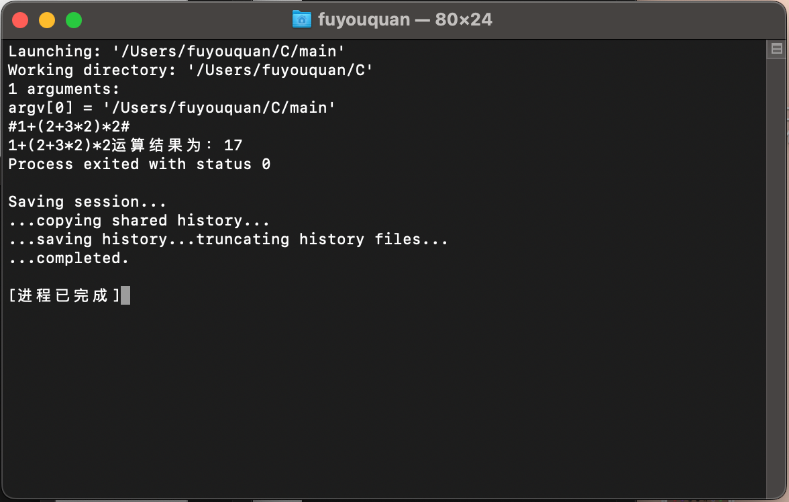 fuyouquan — 80×24
Launching: '/Users/fuyouquan/C/main'
Working directory: '/Users/fuyouquan/C'
1 arguments:
argv[0] = '/Users/fuyouquan/C/main'
#1+(2+3*2)*2#
1+(2+3*2)*2运算结果为：17
Process exited with status 0
Saving session...
...copying shared history...
...saving history...truncating history files...
...completed.
[进程已完成]